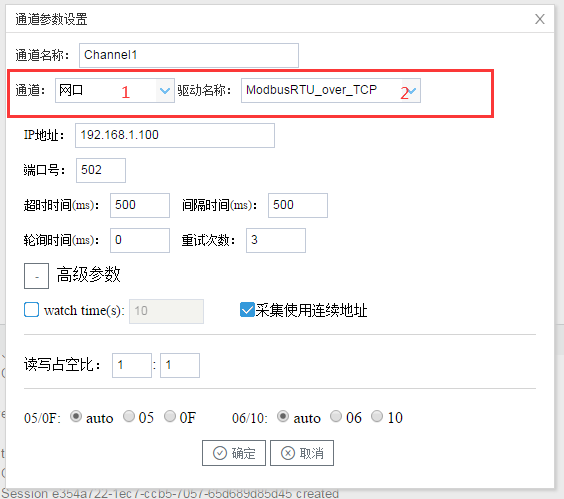 通道参数设置
通道名称： Channel1
通道： 网口 1 驱动名称： ModbusRTU_over_TCP 2
IP地址： 192.168.1.100
端口号： 502
超时时间(ms)： 500 间隔时间(ms)： 500
轮询时间(ms)： 0 重试次数： 3
- 高级参数
watch time(s): 10 采集使用连续地址
读写占空比： 1 : 1
05/0F: auto 05 0F 06/10: auto 06 10
确定 取消
Session e354a722-1ec7-ccb5-7057-65d689d85d45 created